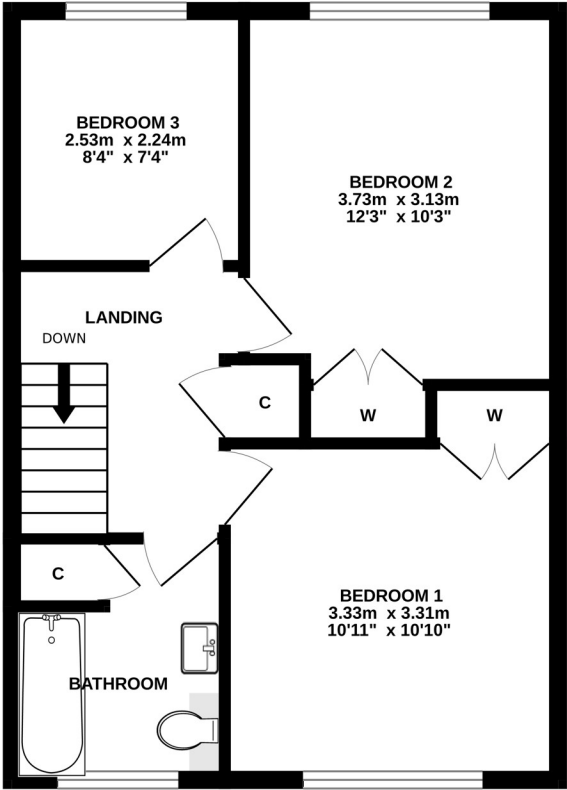 BEDROOM 3
2.53m x 2.24m
8'4" x 7'4"
BEDROOM 2
3.73m x 3.13m
12'3" x 10'3"
LANDING
DOWN
C
W
W
C
BEDROOM 1
3.33m x 3.31m
10'11" x 10'10"
BATHROOM